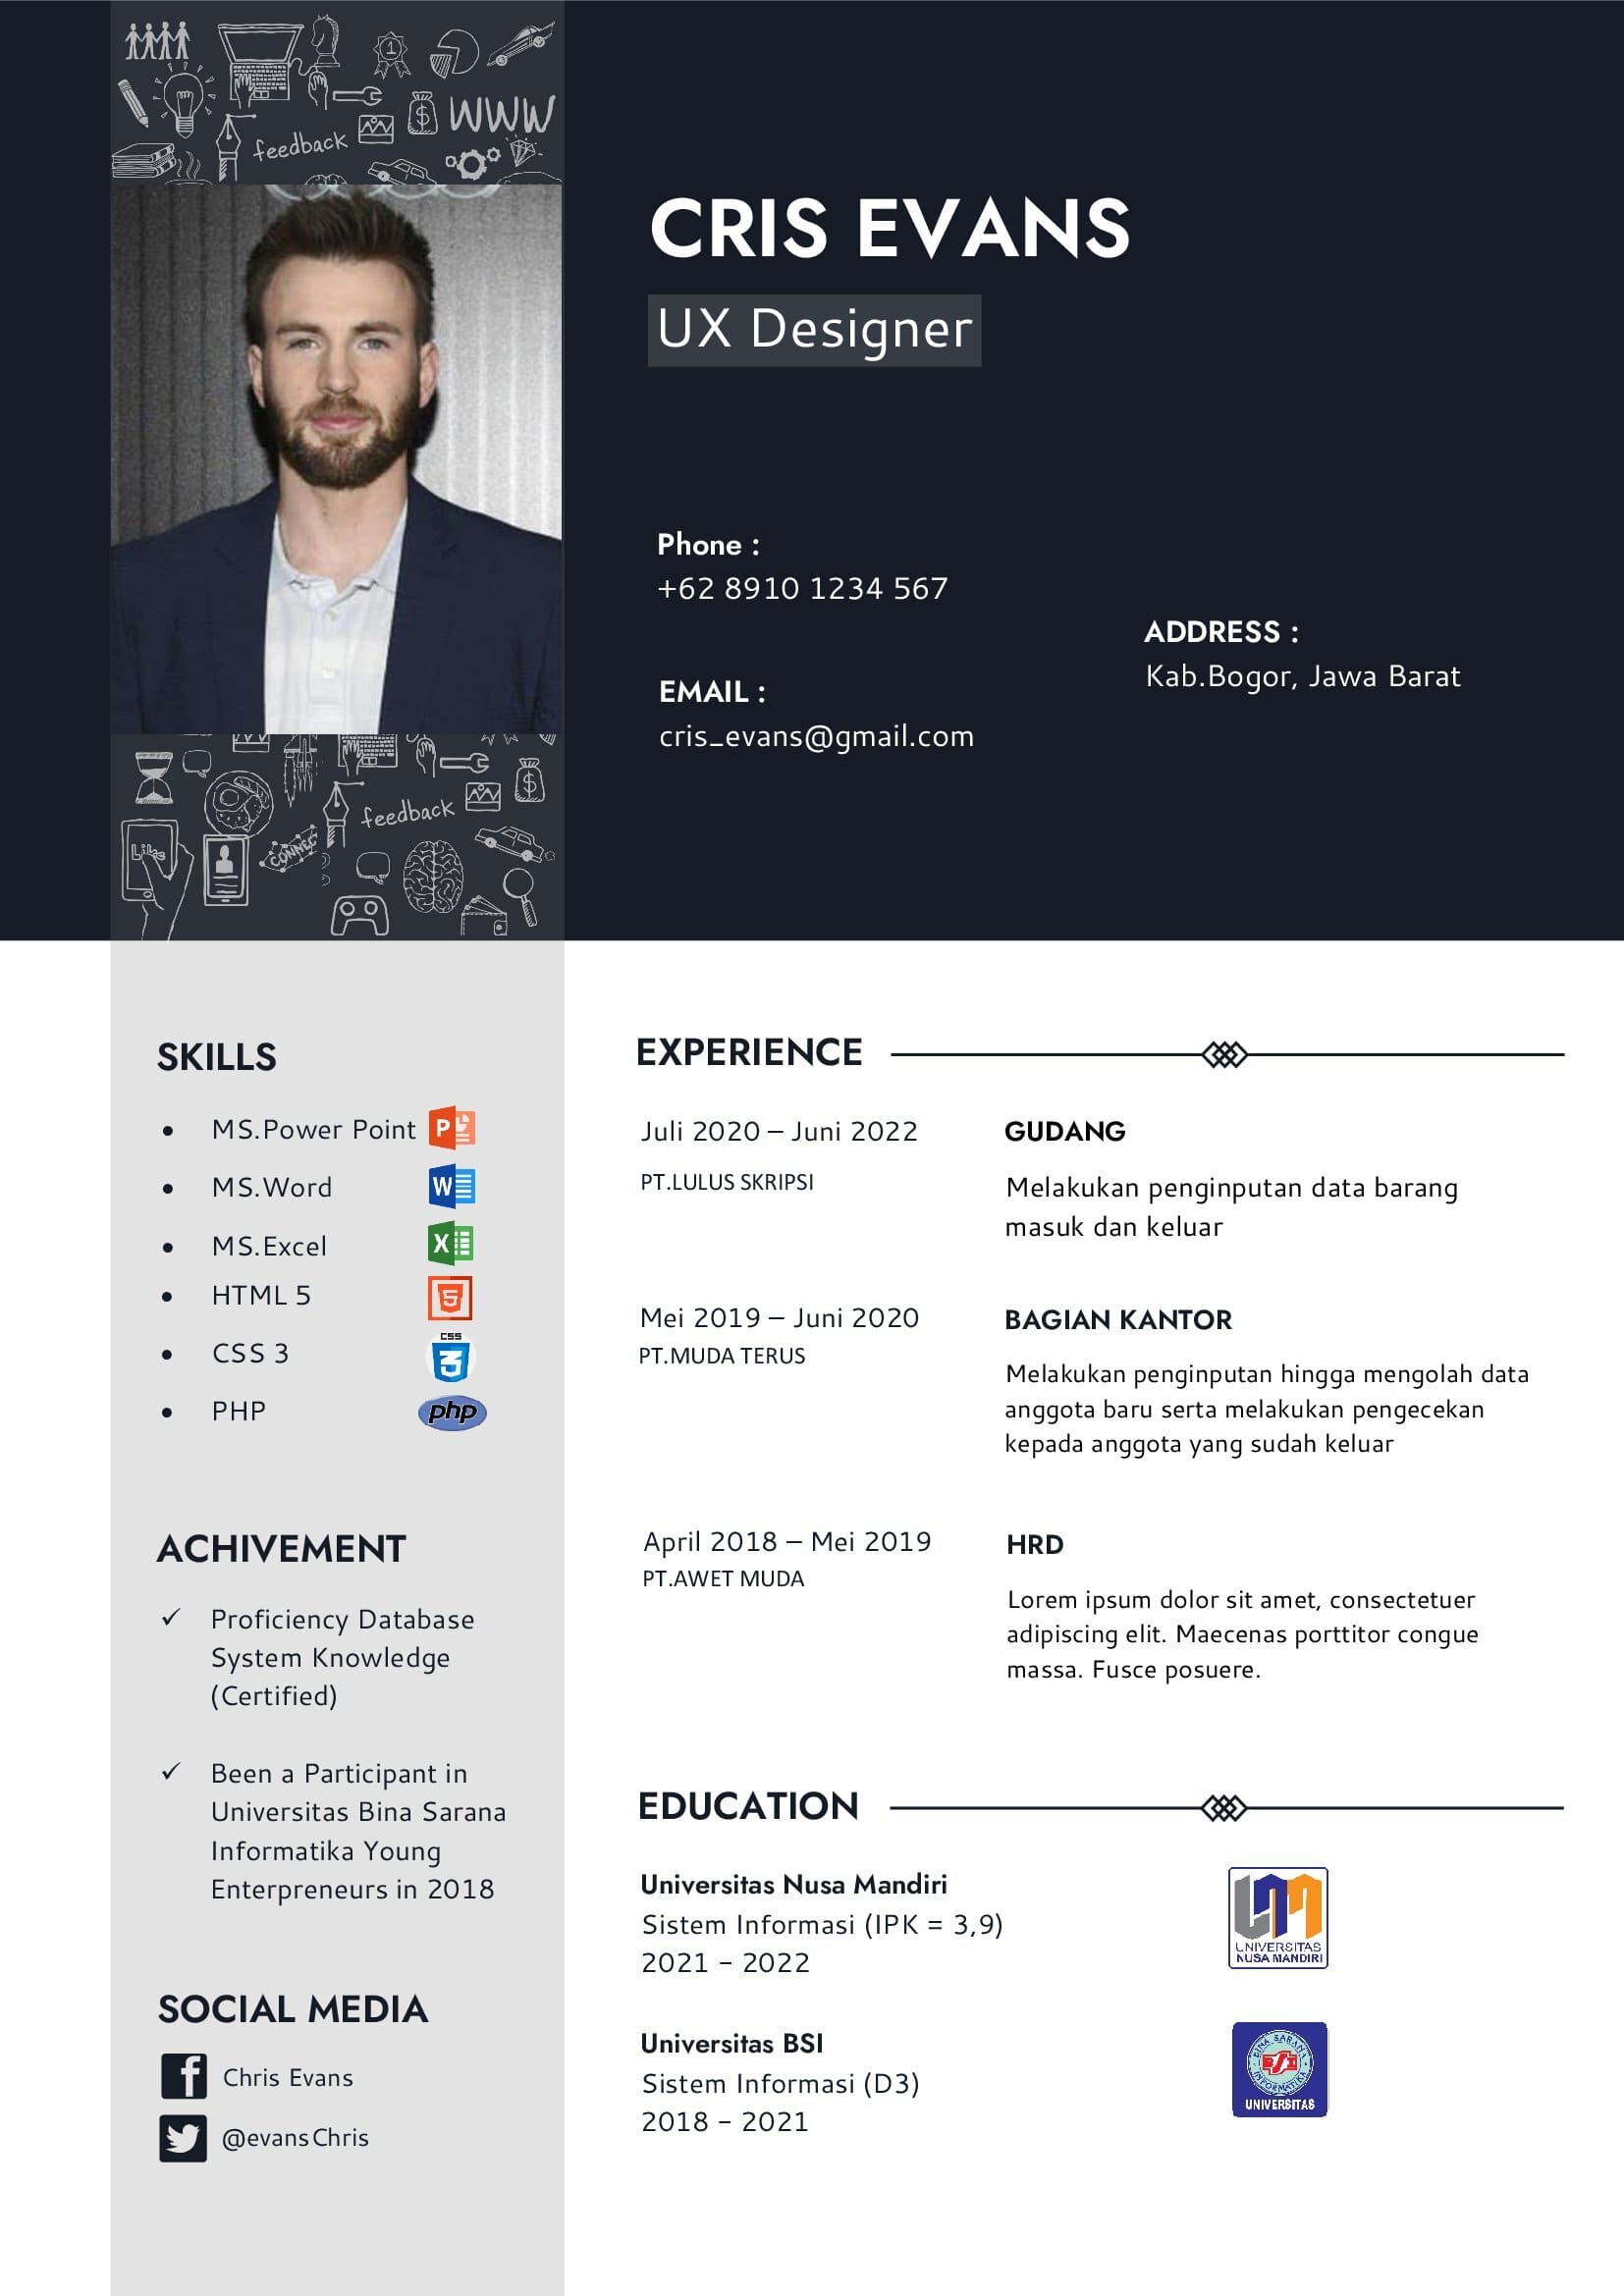 WWW
feedback
CRIS EVANS
UX Designer
Phone :
+62 8910 1234 567
ADDRESS :
Kab.Bogor, Jawa Barat
EMAIL :
cris_evans@gmail.com
feedback
Like
CONNECT
SKILLS
• MS.Power Point
• MS.Word
• MS.Excel
• HTML 5
CSS
• CSS 3
• PHP
php
ACHIVEMENT
✓ Proficiency Database
System Knowledge
(Certified)
✓ Been a Participant in
Universitas Bina Sarana
Informatika Young
Enterpreneurs in 2018
SOCIAL MEDIA
Chris Evans
@evansChris
EXPERIENCE
Juli 2020 – Juni 2022
PT.LULUS SKRIPSI
GUDANG
Melakukan penginputan data barang
masuk dan keluar
Mei 2019 – Juni 2020
PT.MUDA TERUS
BAGIAN KANTOR
Melakukan penginputan hingga mengolah data
anggota baru serta melakukan pengecekan
kepada anggota yang sudah keluar
April 2018 – Mei 2019
PT.AWET MUDA
HRD
Lorem ipsum dolor sit amet, consectetuer
adipiscing elit. Maecenas porttitor congue
massa. Fusce posuere.
EDUCATION
Universitas Nusa Mandiri
Sistem Informasi (IPK = 3,9)
2021 – 2022
UNIVERSITAS
NUSA MANDIRI
Universitas BSI
Sistem Informasi (D3)
2018 – 2021
BINA SARANA
BSI
INFORMATIKA
UNIVERSITAS